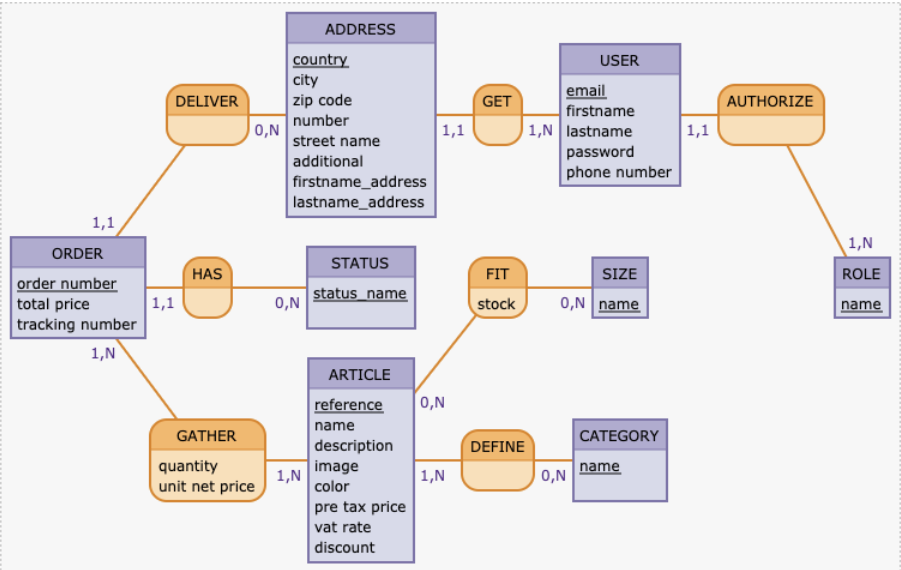 ADDRESS
country
city
zip code
number
street name
additional
firstname_address
lastname_address
USER
email
firstname
lastname
password
phone number
DELIVER
GET
AUTHORIZE
0,N
1,1
1,N
1,1
1,1
1,N
ORDER
order number
total price
tracking number
HAS
1,1
0,N
STATUS
status_name
FIT
stock
0,N
SIZE
name
ROLE
name
1,N
0,N
GATHER
quantity
unit net price
1,N
ARTICLE
reference
name
description
image
color
pre tax price
vat rate
discount
1,N
DEFINE
0,N
CATEGORY
name